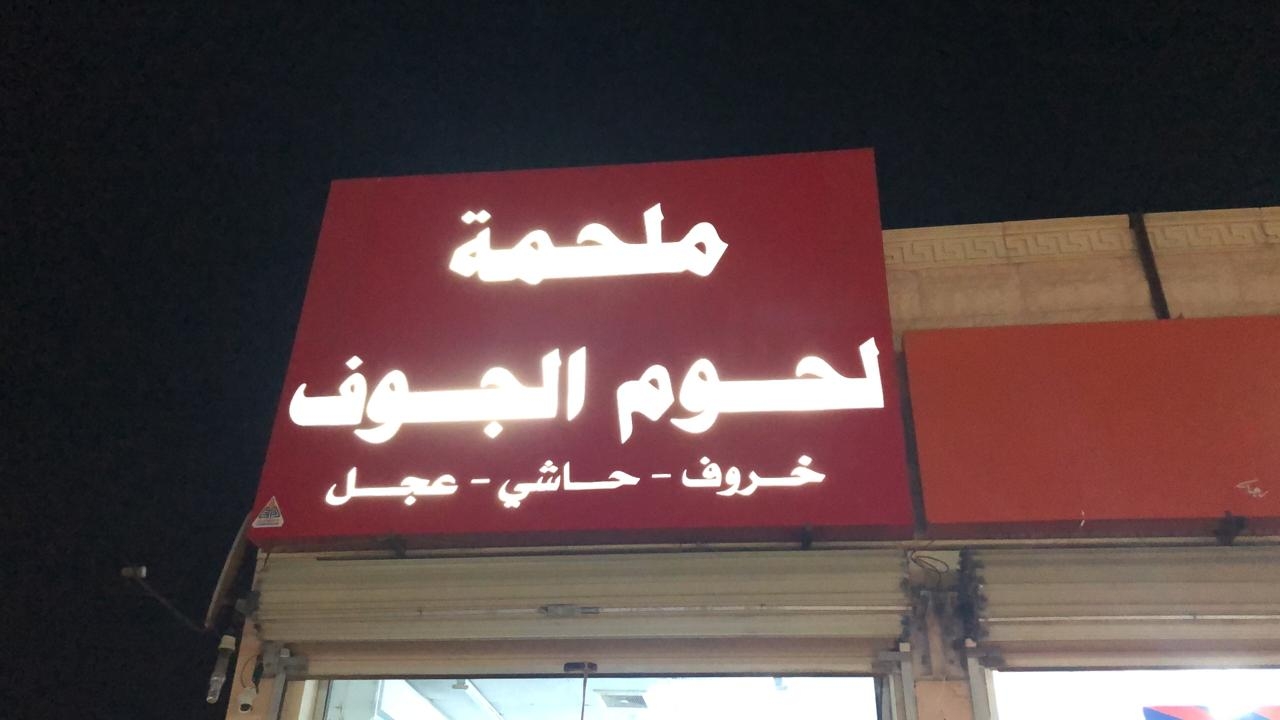 ملحمة
لحوم الجوف
خروف - حاشي - عجل